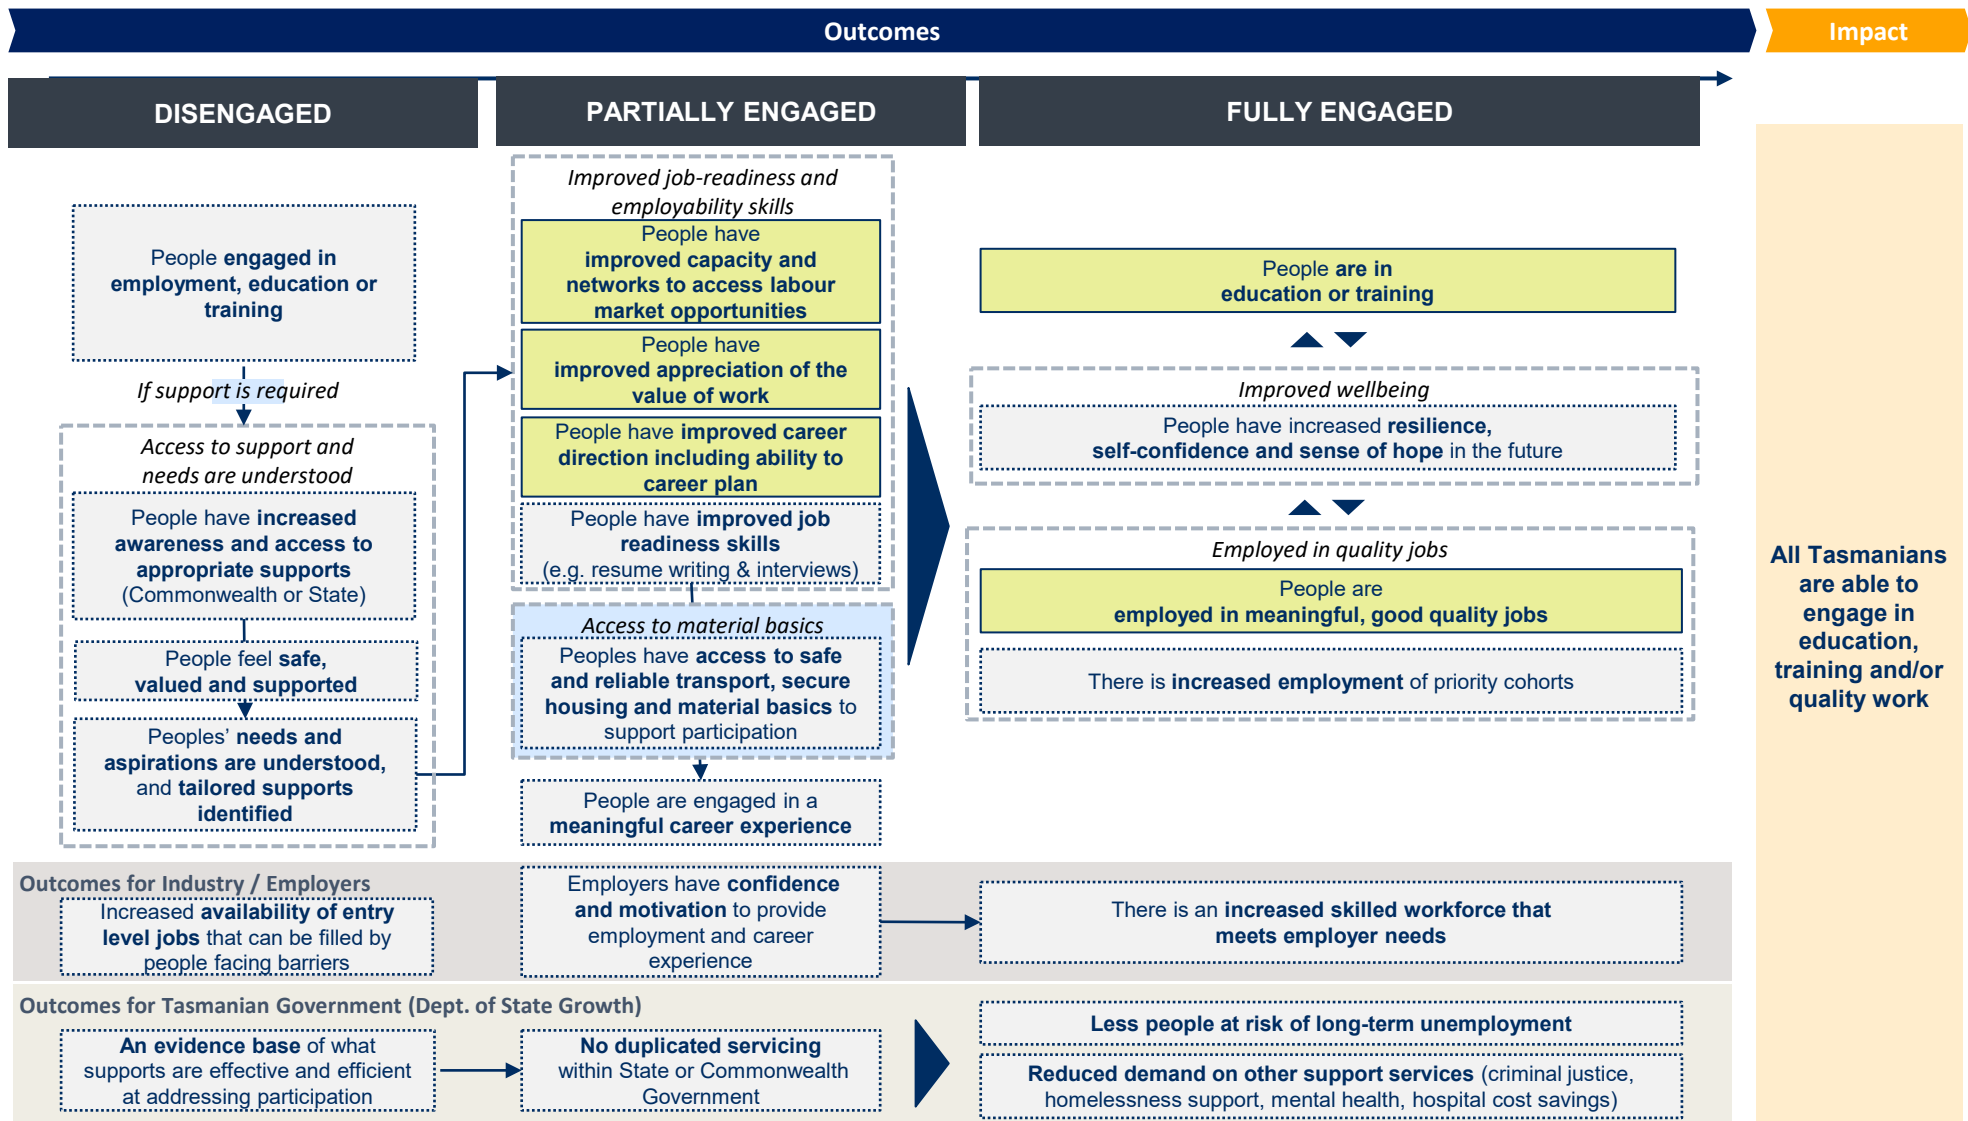 Outcomes
Impact
DISENGAGED
PARTIALLY ENGAGED
FULLY ENGAGED
People engaged in
employment, education or
training
If support is required
Access to support and
needs are understood
People have increased
awareness and access to
appropriate supports
(Commonwealth or State)
People feel safe,
valued and supported
Peoples’ needs and
aspirations are understood,
and tailored supports
identified
Improved job-readiness and
employability skills
People have
improved capacity and
networks to access labour
market opportunities
People have
improved appreciation of the
value of work
People have improved career
direction including ability to
career plan
People have improved job
readiness skills
(e.g. resume writing & interviews)
Access to material basics
Peoples have access to safe
and reliable transport, secure
housing and material basics to
support participation
People are engaged in a
meaningful career experience
People are in
education or training
Improved wellbeing
People have increased resilience,
self-confidence and sense of hope in the future
Employed in quality jobs
People are
employed in meaningful, good quality jobs
There is increased employment of priority cohorts
All Tasmanians
are able to
engage in
education,
training and/or
quality work
Outcomes for Industry / Employers
Increased availability of entry
level jobs that can be filled by
people facing barriers
Employers have confidence
and motivation to provide
employment and career
experience
There is an increased skilled workforce that
meets employer needs
Outcomes for Tasmanian Government (Dept. of State Growth)
An evidence base of what
supports are effective and efficient
at addressing participation
No duplicated servicing
within State or Commonwealth
Government
Less people at risk of long-term unemployment
Reduced demand on other support services (criminal justice,
homelessness support, mental health, hospital cost savings)